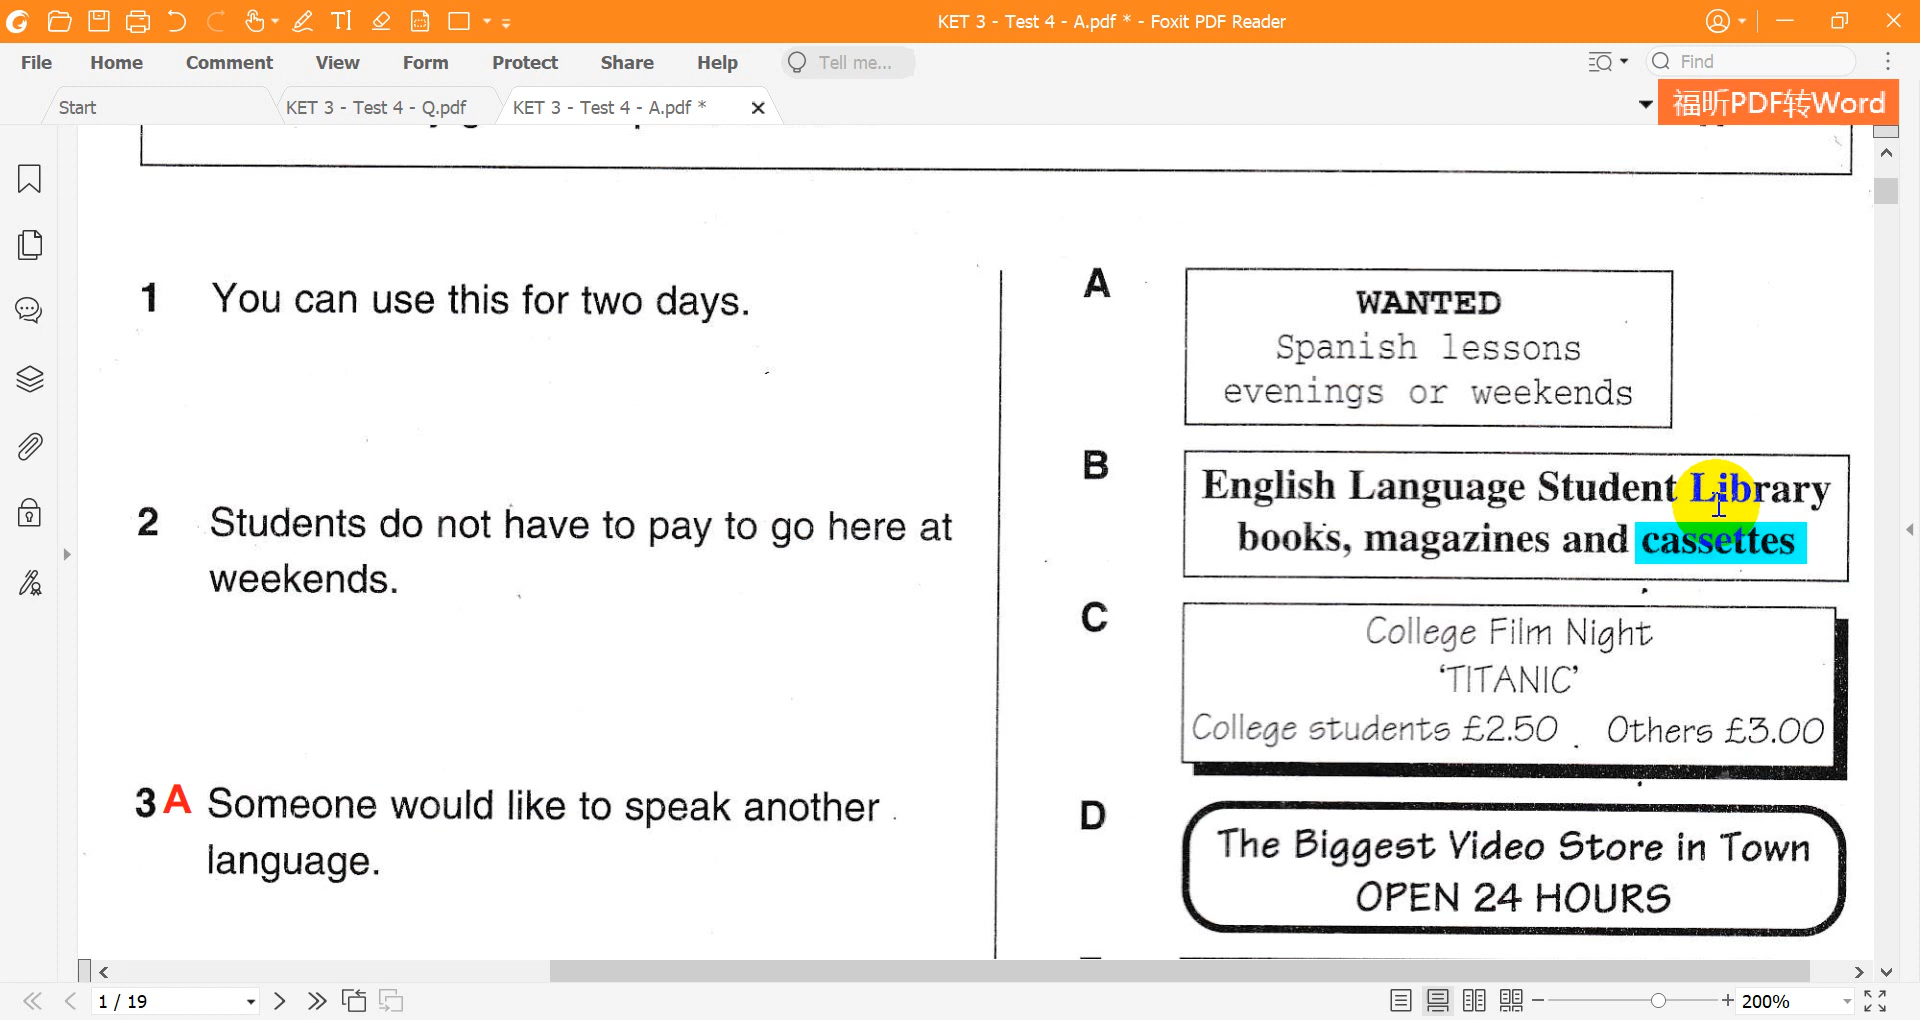 KET 3 - Test 4 - A.pdf * - Foxit PDF Reader
File Home Comment View Form Protect Share Help Tell me... Find
Start KET 3 - Test 4 - Q.pdf KET 3 - Test 4 - A.pdf * 福昕PDF转Word
1 You can use this for two days.
2 Students do not have to pay to go here at
weekends.
3 A Someone would like to speak another
language.
A
WANTED
Spanish lessons
evenings or weekends
B
English Language Student Library
books, magazines and cassettes
C
College Film Night
‘TITANIC’
College students £2.50 Others £3.00
D
The Biggest Video Store in Town
OPEN 24 HOURS
1 / 19 200%